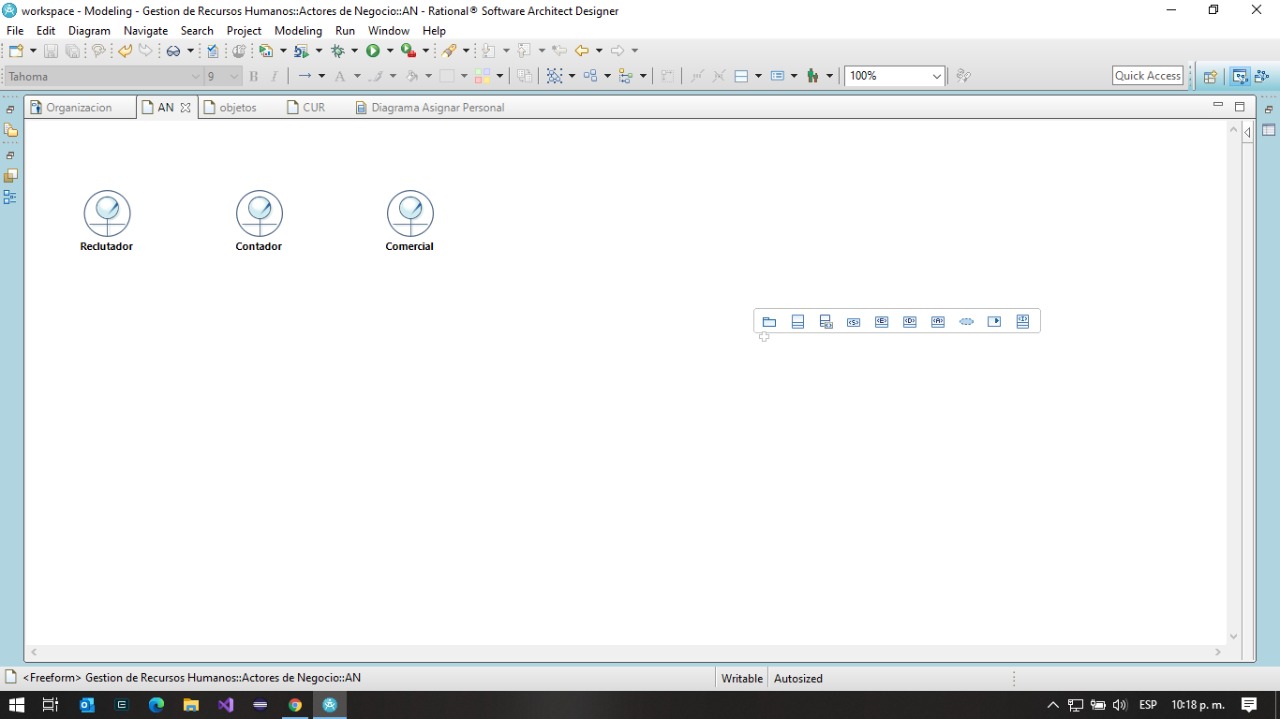 workspace - Modeling - Gestion de Recursos Humanos::Actores de Negocio::AN - Rational® Software Architect Designer
File Edit Diagram Navigate Search Project Modeling Run Window Help
Tahoma 9 B I A 100% Quick Access
Organizacion AN objetos CUR Diagrama Asignar Personal
Reclutador Contador Comercial
<S> <E> <D> <A>
<Freeform> Gestion de Recursos Humanos::Actores de Negocio::AN Writable Autosized
ESP 10:18 p. m.